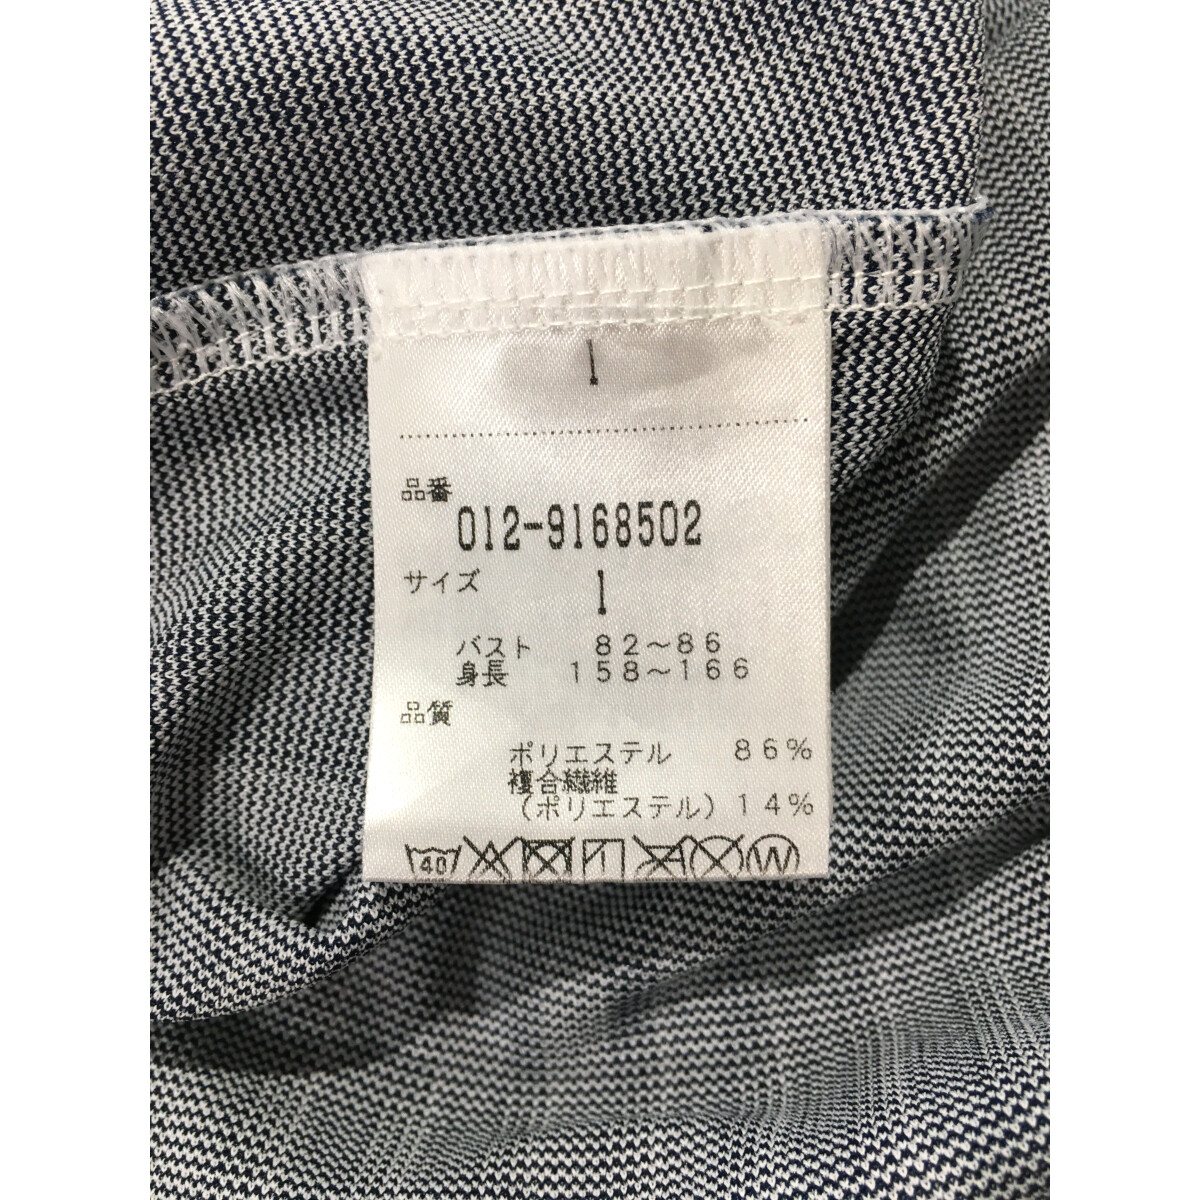 1
品番
012-9168502
サイズ 1
バスト 82～86
身長 158～166
品質
ポリエステル 86%
複合繊維
(ポリエステル) 14%
40 W